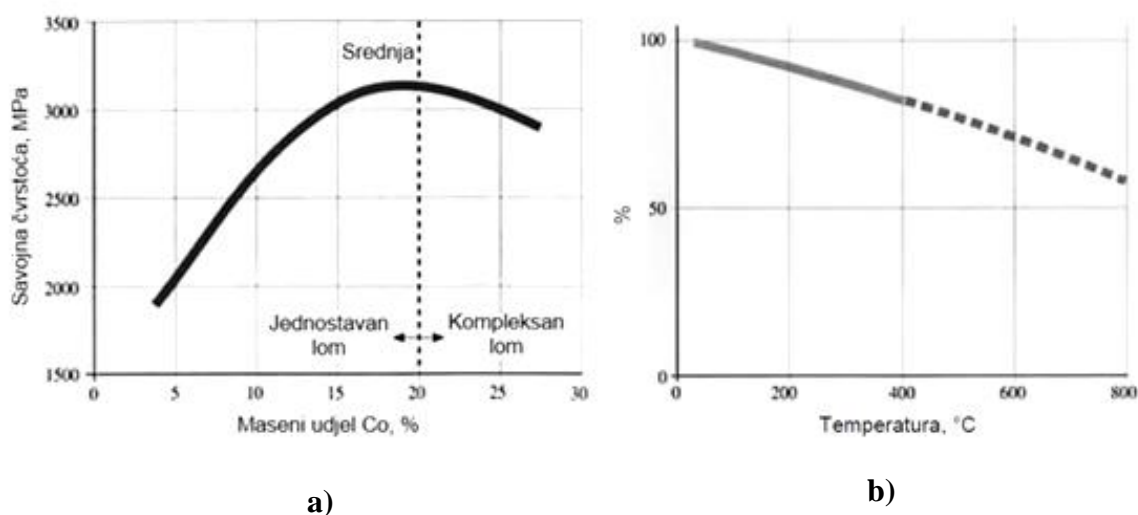 3500
3000
2500
2000
1500
Savojna čvrstoća, MPa
Srednja
Jednostavan
lom
Kompleksan
lom
0 5 10 15 20 25 30
Maseni udjel Co, %
a)
100
50
0
%
0 200 400 600 800
Temperatura, °C
b)